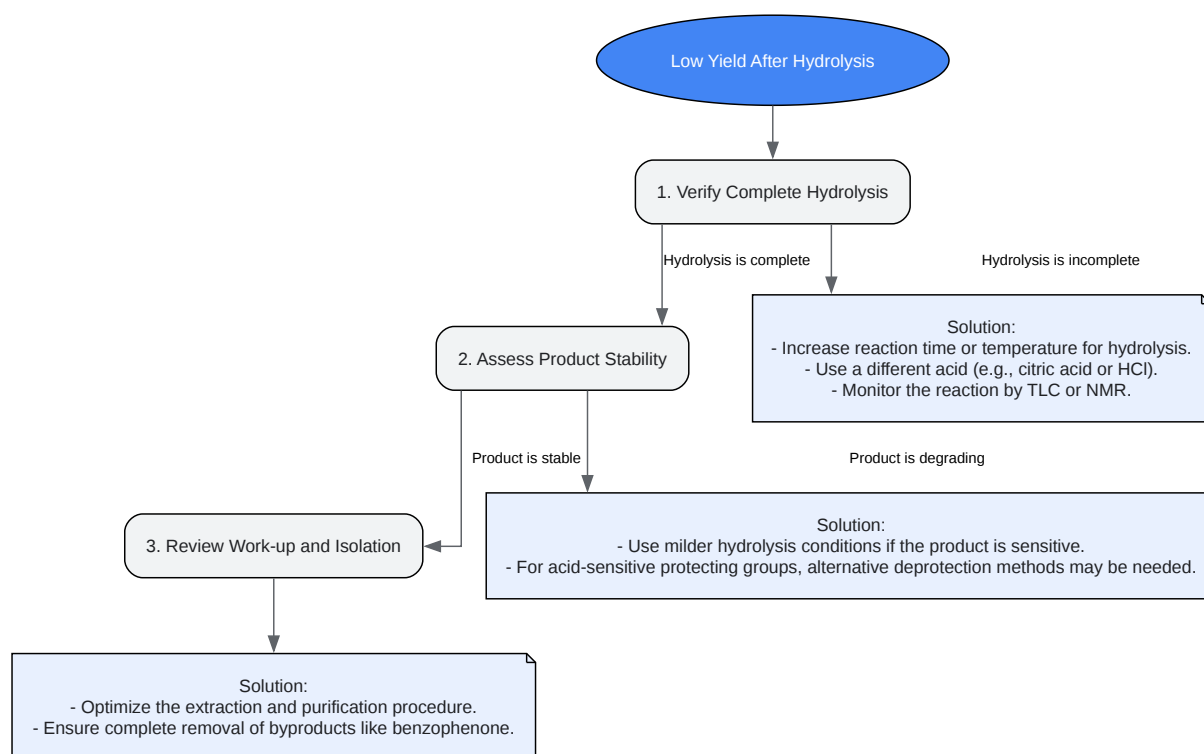 Low Yield After Hydrolysis
1. Verify Complete Hydrolysis
Hydrolysis is complete
Hydrolysis is incomplete
Solution:
- Increase reaction time or temperature for hydrolysis.
- Use a different acid (e.g., citric acid or HCl).
- Monitor the reaction by TLC or NMR.
2. Assess Product Stability
Product is stable
Product is degrading
Solution:
- Use milder hydrolysis conditions if the product is sensitive.
- For acid-sensitive protecting groups, alternative deprotection methods may be needed.
3. Review Work-up and Isolation
Solution:
- Optimize the extraction and purification procedure.
- Ensure complete removal of byproducts like benzophenone.